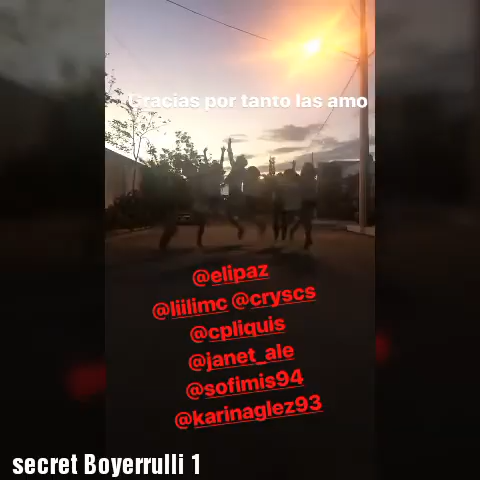 Gracias por tanto las amo
@elipaz
@liilimc @cryscs
@cpliquis
@janet_ale
@sofimis94
@karinaglez93
secret Boyerrulli 1